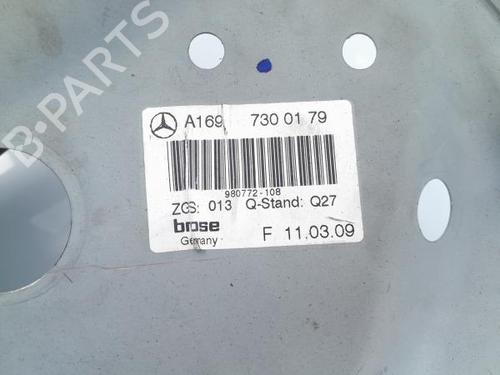 B-PARTS
A169 730 01 79
980772-108
ZGS: 013 Q-Stand: Q27
brose
Germany F 11.03.09